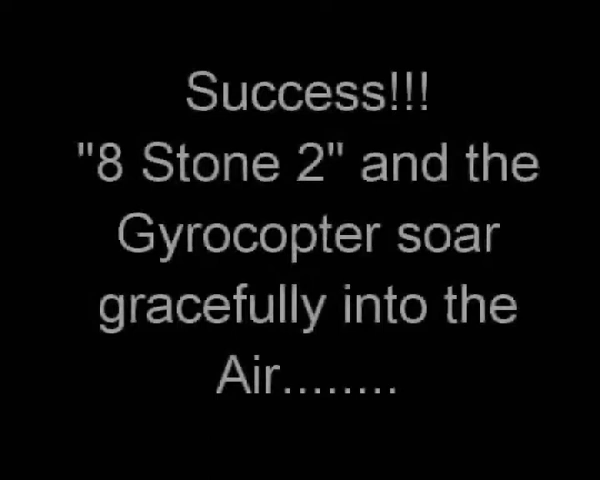 Success!!!
"8 Stone 2" and the
Gyrocopter soar
gracefully into the
Air........